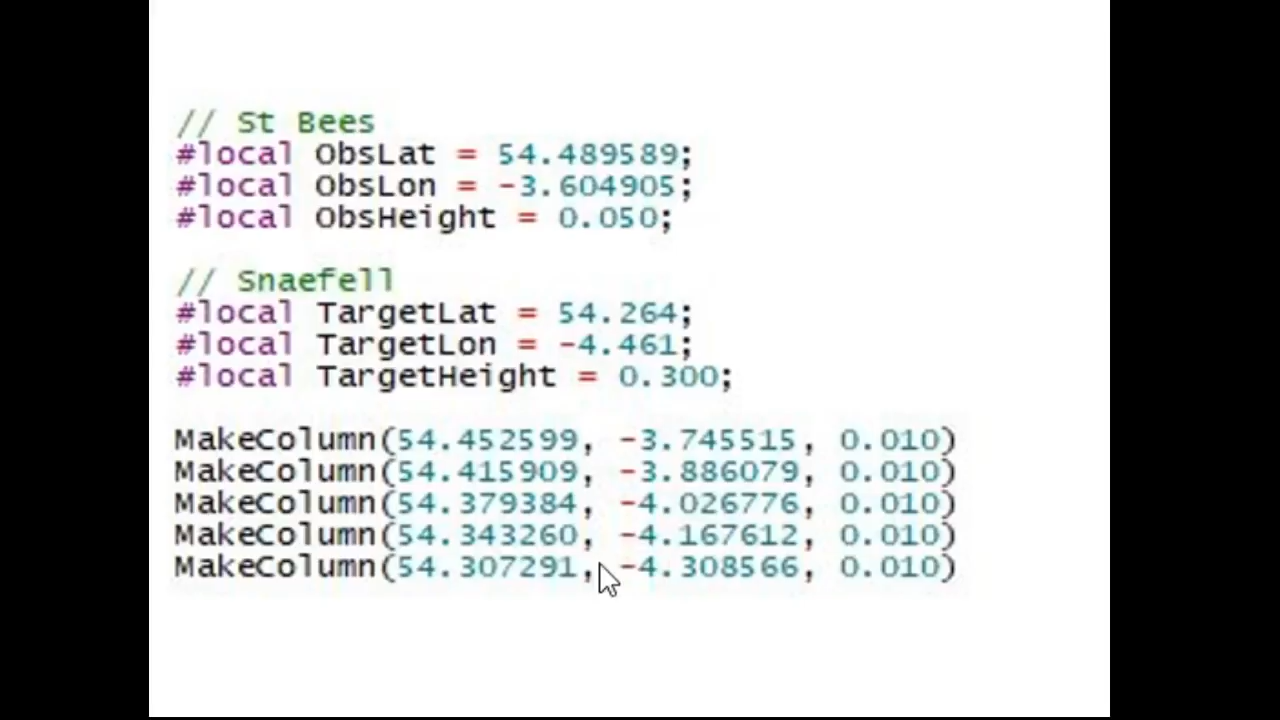 // St Bees
#local ObsLat = 54.489589;
#local ObsLon = -3.604905;
#local ObsHeight = 0.050;
// Snaefell
#local TargetLat = 54.264;
#local TargetLon = -4.461;
#local TargetHeight = 0.300;
MakeColumn(54.452599, -3.745515, 0.010)
MakeColumn(54.415909, -3.886079, 0.010)
MakeColumn(54.379384, -4.026776, 0.010)
MakeColumn(54.343260, -4.167612, 0.010)
MakeColumn(54.307291, -4.308566, 0.010)